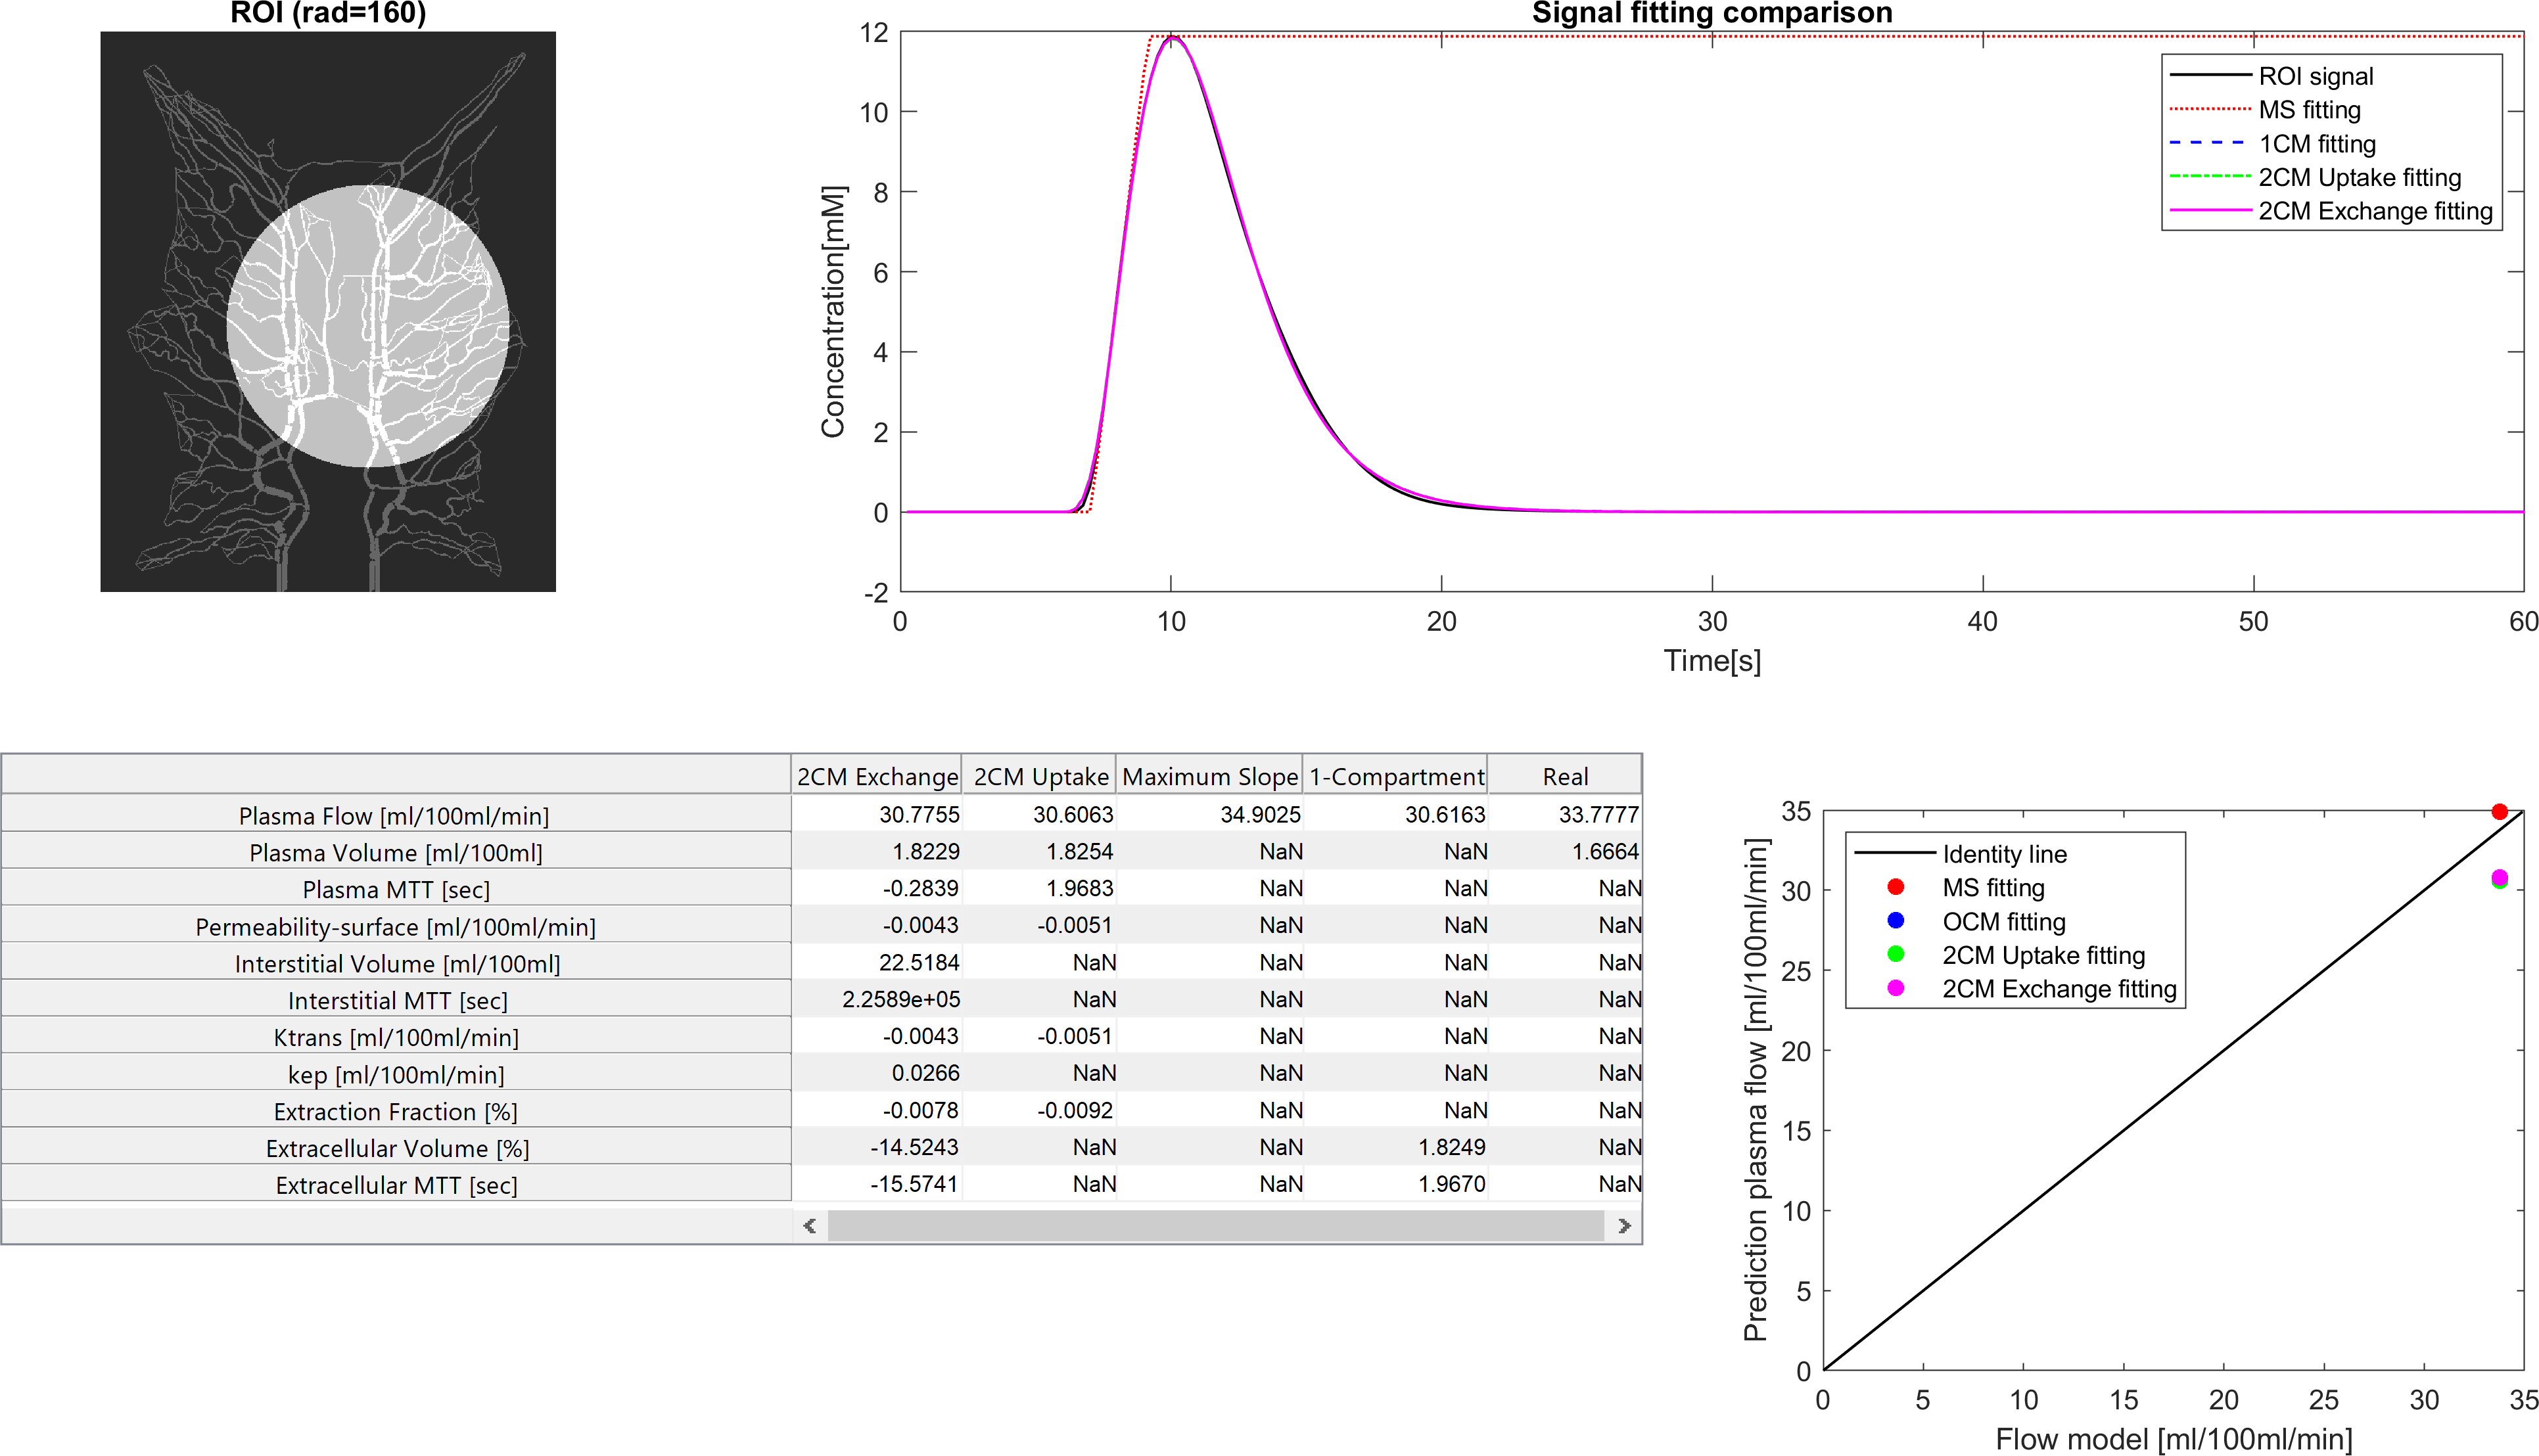 ROI (rad=160)
Signal fitting comparison
12
10
8
6
4
2
0
-2
Concentration[mM]
0 10 20 30 40 50 60
Time[s]
ROI signal
MS fitting
1CM fitting
2CM Uptake fitting
2CM Exchange fitting
2CM Exchange 2CM Uptake Maximum Slope 1-Compartment Real
Plasma Flow [ml/100ml/min] 30.7755 30.6063 34.9025 30.6163 33.7777
Plasma Volume [ml/100ml] 1.8229 1.8254 NaN NaN 1.6664
Plasma MTT [sec] -0.2839 1.9683 NaN NaN NaN
Permeability-surface [ml/100ml/min] -0.0043 -0.0051 NaN NaN NaN
Interstitial Volume [ml/100ml] 22.5184 NaN NaN NaN NaN
Interstitial MTT [sec] 2.2589e+05 NaN NaN NaN NaN
Ktrans [ml/100ml/min] -0.0043 -0.0051 NaN NaN NaN
kep [ml/100ml/min] 0.0266 NaN NaN NaN NaN
Extraction Fraction [%] -0.0078 -0.0092 NaN NaN NaN
Extracellular Volume [%] -14.5243 NaN NaN 1.8249 NaN
Extracellular MTT [sec] -15.5741 NaN NaN 1.9670 NaN
35
30
25
20
15
10
5
0
Prediction plasma flow [ml/100ml/min]
Identity line
MS fitting
OCM fitting
2CM Uptake fitting
2CM Exchange fitting
0 5 10 15 20 25 30 35
Flow model [ml/100ml/min]